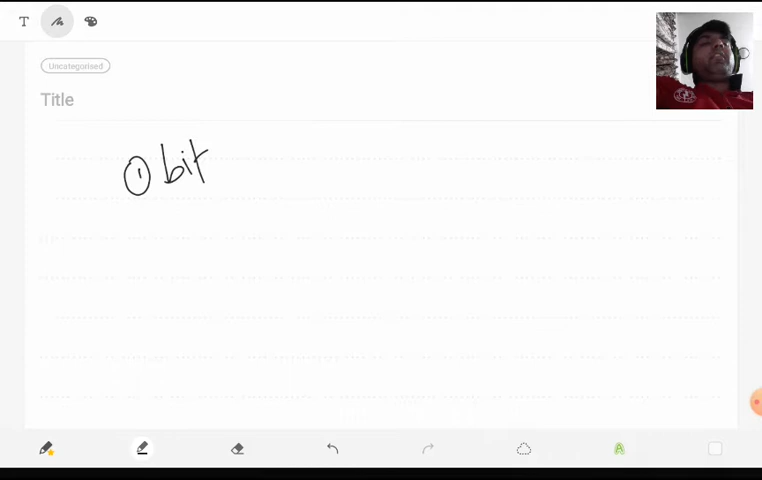 T
Uncategorised
Title
① bit
A